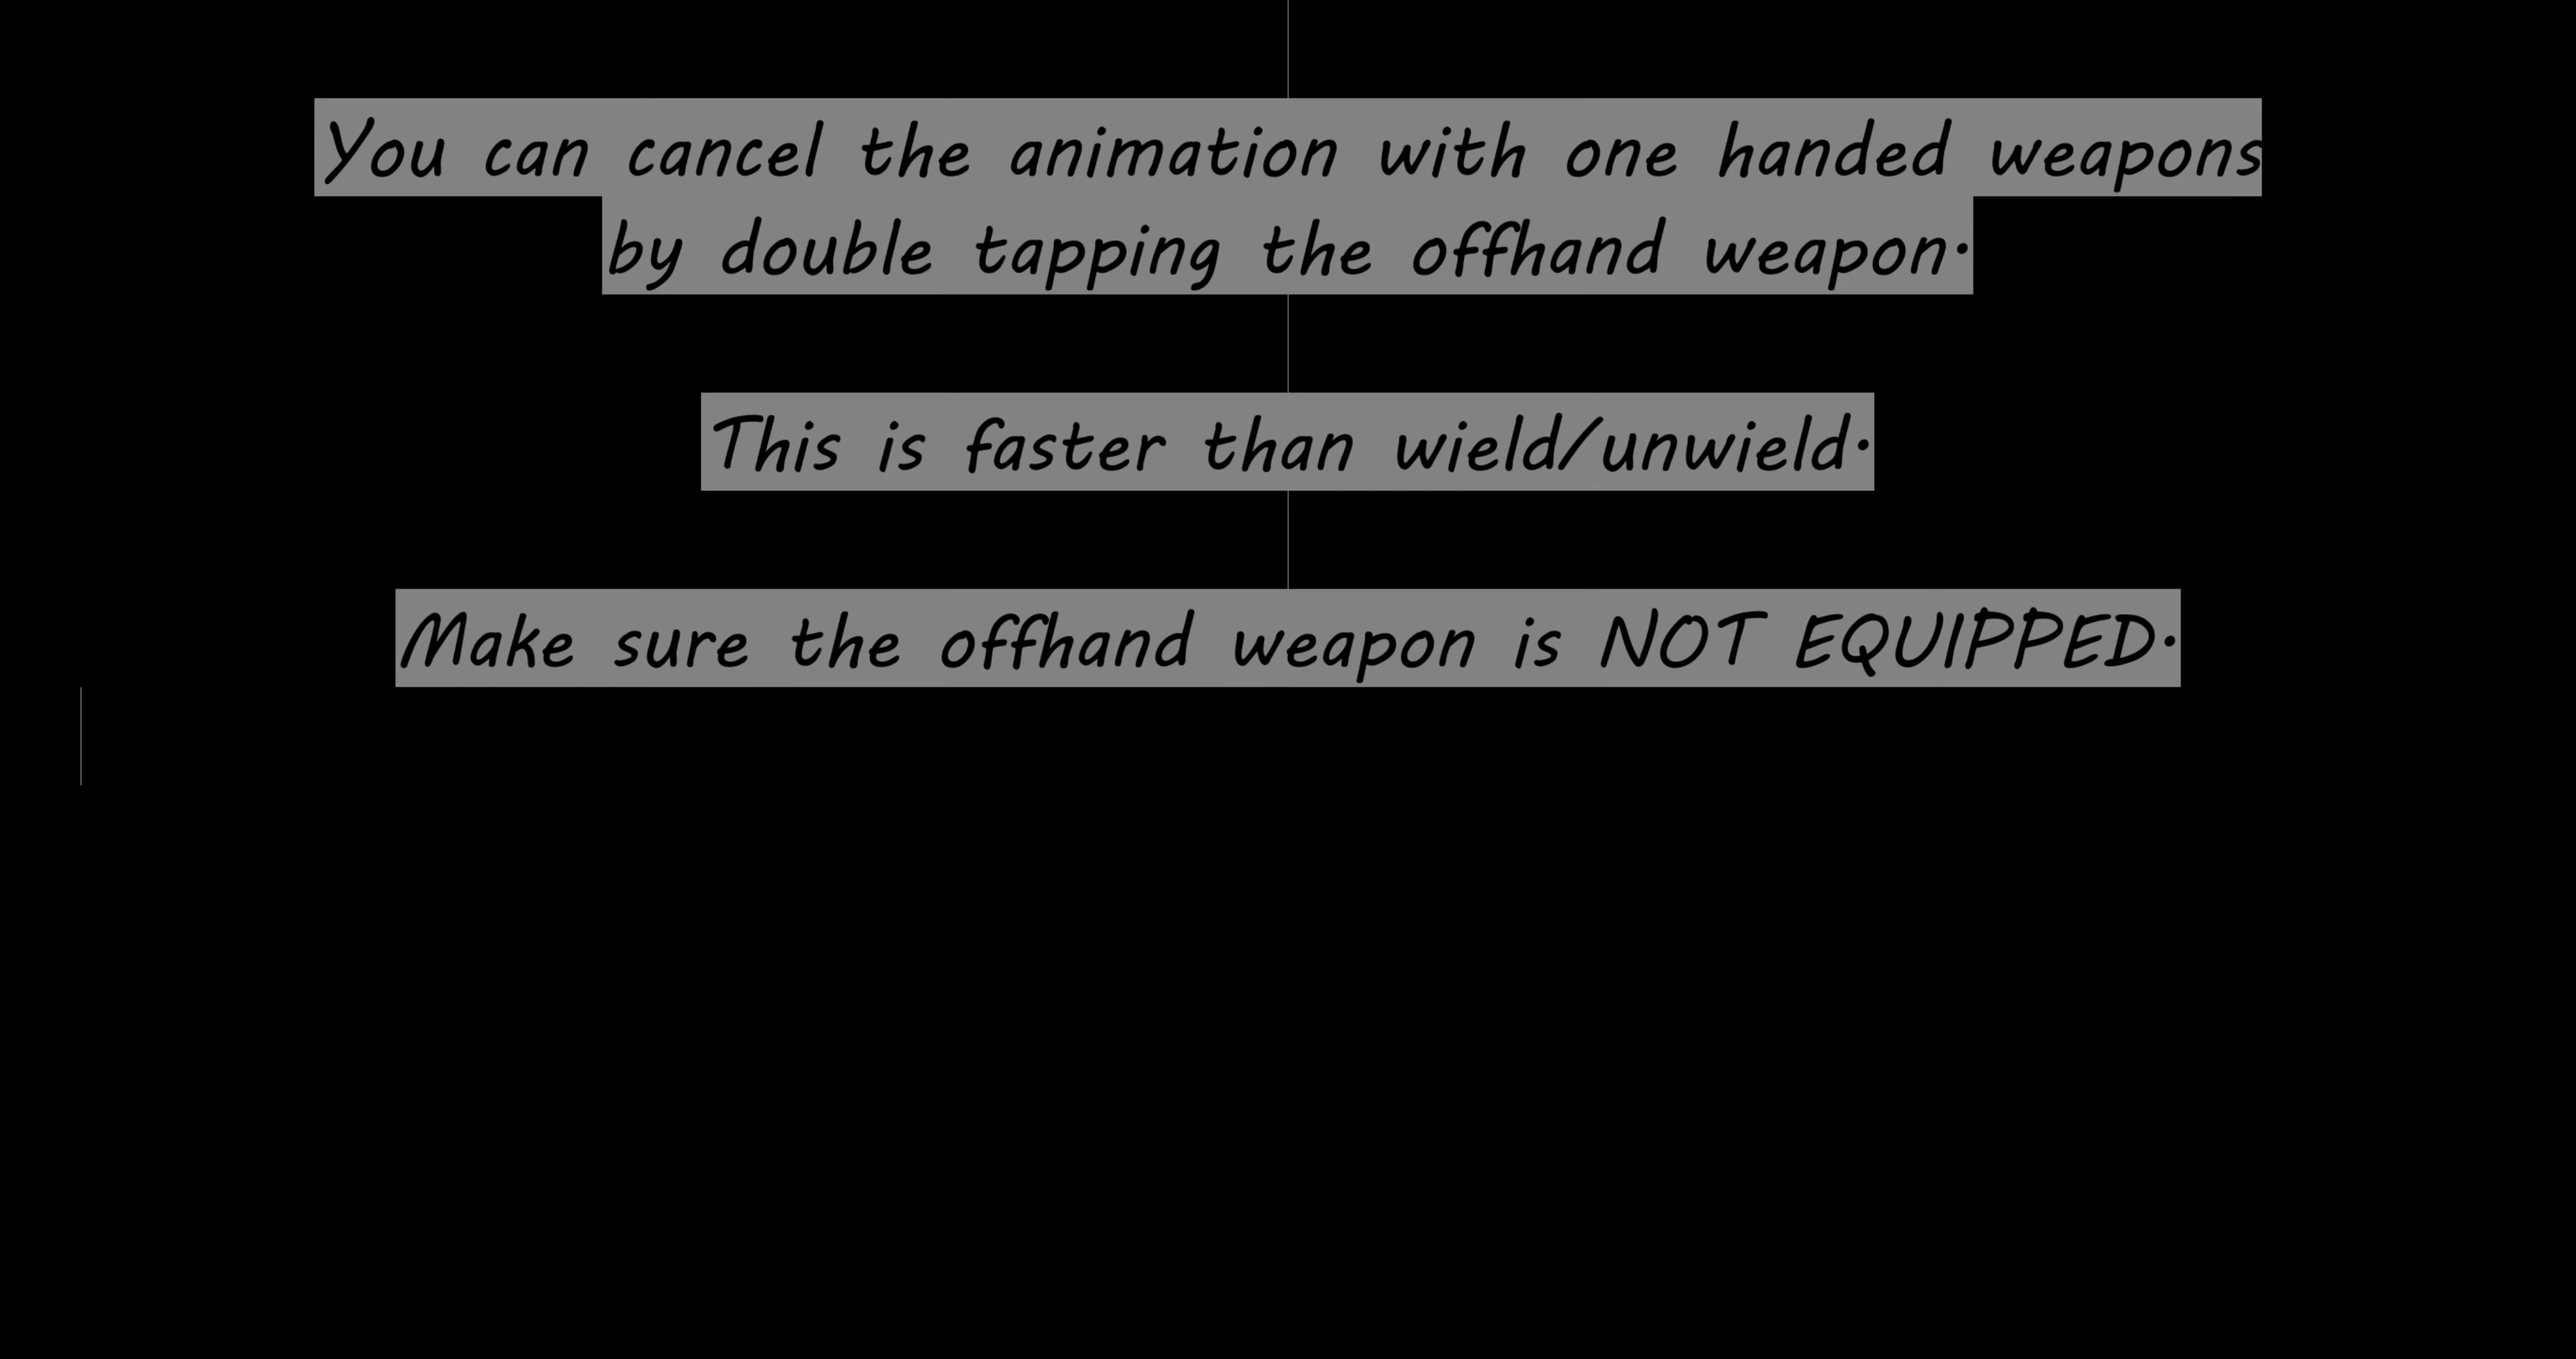 You can cancel the animation with one handed weapons
by double tapping the offhand weapon.
This is faster than wield/unwield.
Make sure the offhand weapon is NOT EQUIPPED.